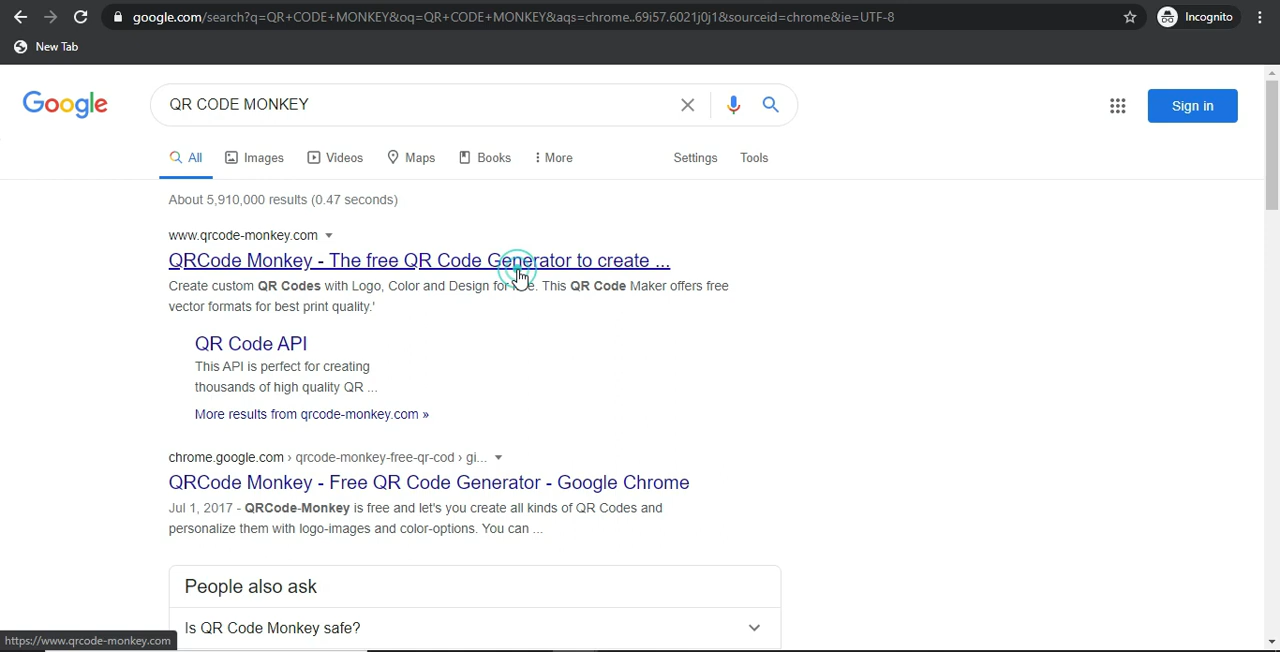 google.com/search?q=QR+CODE+MONKEY&oq=QR+CODE+MONKEY&aqs=chrome..69i57.6021j0j1&sourceid=chrome&ie=UTF-8
Incognito
New Tab
Google
QR CODE MONKEY
Sign in
All
Images
Videos
Maps
Books
More
Settings
Tools
About 5,910,000 results (0.47 seconds)
www.qrcode-monkey.com
QRCode Monkey - The free QR Code Generator to create ...
Create custom QR Codes with Logo, Color and Design for free. This QR Code Maker offers free
vector formats for best print quality.'
QR Code API
This API is perfect for creating
thousands of high quality QR ...
More results from qrcode-monkey.com »
chrome.google.com › qrcode-monkey-free-qr-cod › gi...
QRCode Monkey - Free QR Code Generator - Google Chrome
Jul 1, 2017 - QRCode-Monkey is free and let's you create all kinds of QR Codes and
personalize them with logo-images and color-options. You can ...
People also ask
Is QR Code Monkey safe?
https://www.qrcode-monkey.com